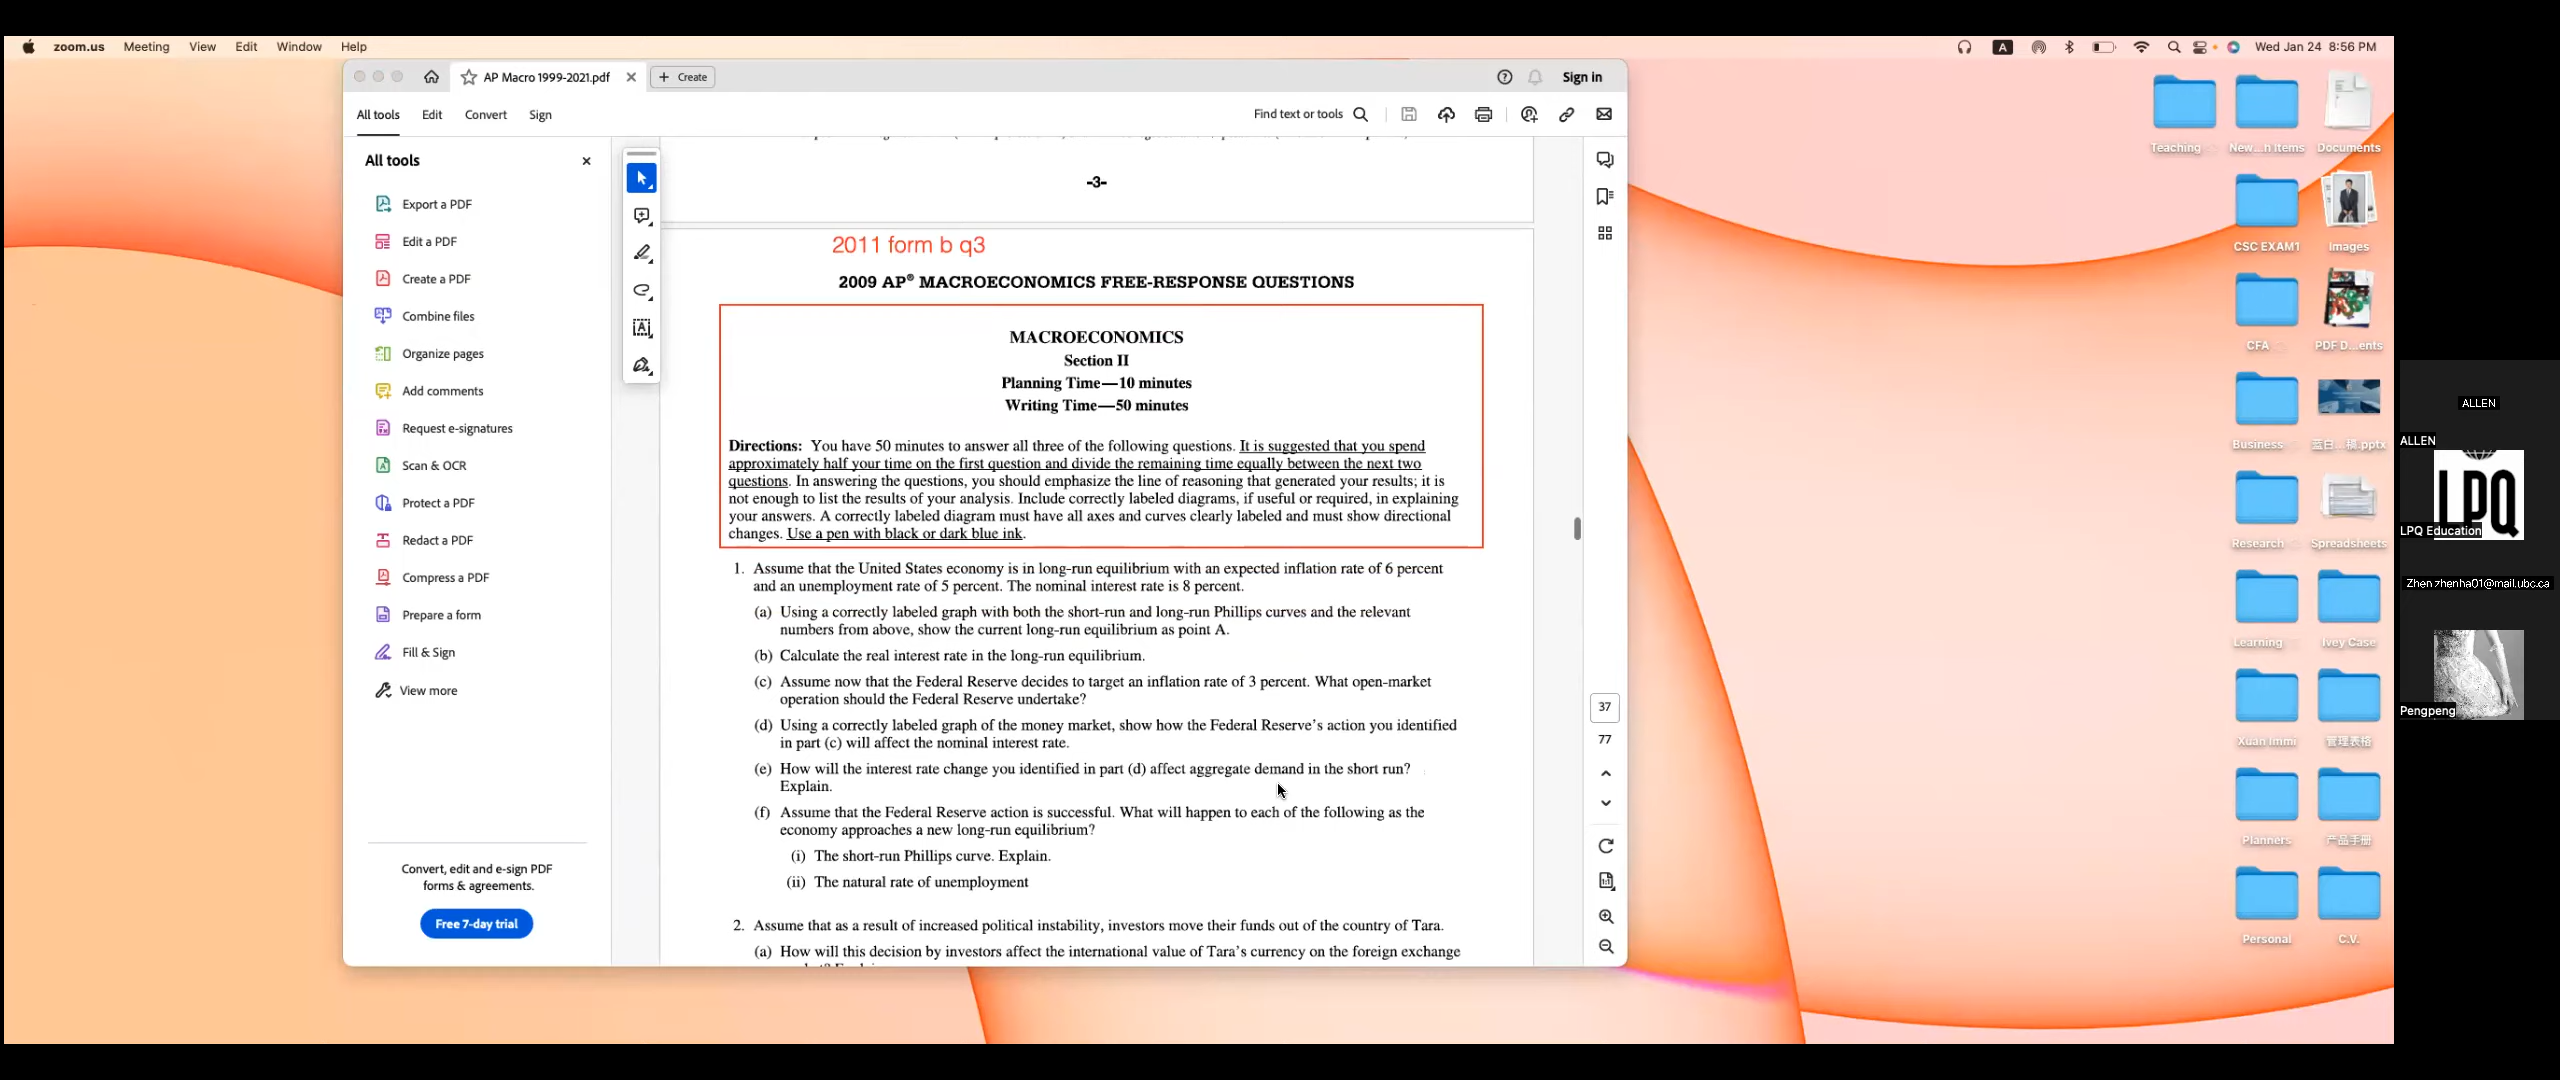 zoom.us Meeting View Edit Window Help
A Wed Jan 24 8:56 PM
AP Macro 1999-2021.pdf
Create
Sign in
All tools Edit Convert Sign
Find text or tools
All tools
Export a PDF
Edit a PDF
Create a PDF
Combine files
Organize pages
Add comments
Request e-signatures
Scan & OCR
Protect a PDF
Redact a PDF
Compress a PDF
Prepare a form
Fill & Sign
View more
Convert, edit and e-sign PDF
forms & agreements.
Free 7-day trial
-3-
2011 form b q3
2009 AP® MACROECONOMICS FREE-RESPONSE QUESTIONS
MACROECONOMICS
Section II
Planning Time—10 minutes
Writing Time—50 minutes
Directions: You have 50 minutes to answer all three of the following questions. It is suggested that you spend
approximately half your time on the first question and divide the remaining time equally between the next two
questions. In answering the questions, you should emphasize the line of reasoning that generated your results; it is
not enough to list the results of your analysis. Include correctly labeled diagrams, if useful or required, in explaining
your answers. A correctly labeled diagram must have all axes and curves clearly labeled and must show directional
changes. Use a pen with black or dark blue ink.
1. Assume that the United States economy is in long-run equilibrium with an expected inflation rate of 6 percent
and an unemployment rate of 5 percent. The nominal interest rate is 8 percent.
(a) Using a correctly labeled graph with both the short-run and long-run Phillips curves and the relevant
numbers from above, show the current long-run equilibrium as point A.
(b) Calculate the real interest rate in the long-run equilibrium.
(c) Assume now that the Federal Reserve decides to target an inflation rate of 3 percent. What open-market
operation should the Federal Reserve undertake?
(d) Using a correctly labeled graph of the money market, show how the Federal Reserve's action you identified
in part (c) will affect the nominal interest rate.
(e) How will the interest rate change you identified in part (d) affect aggregate demand in the short run?
Explain.
(f) Assume that the Federal Reserve action is successful. What will happen to each of the following as the
economy approaches a new long-run equilibrium?
(i) The short-run Phillips curve. Explain.
(ii) The natural rate of unemployment
2. Assume that as a result of increased political instability, investors move their funds out of the country of Tara.
(a) How will this decision by investors affect the international value of Tara's currency on the foreign exchange
37
77
Teaching
New...h Items
Documents
CSC EXAM1
Images
CFA
PDF D...ents
Business
蓝白...稿.pptx
Research
Spreadsheets
Learning
Ivey Case
Xuan Immi
管理表格
Planners
产品手册
Personal
C.V.
ALLEN
ALLEN
LPQ
LPQ Education
Zhen zhenha01@mail.ubc.ca
Pengpeng